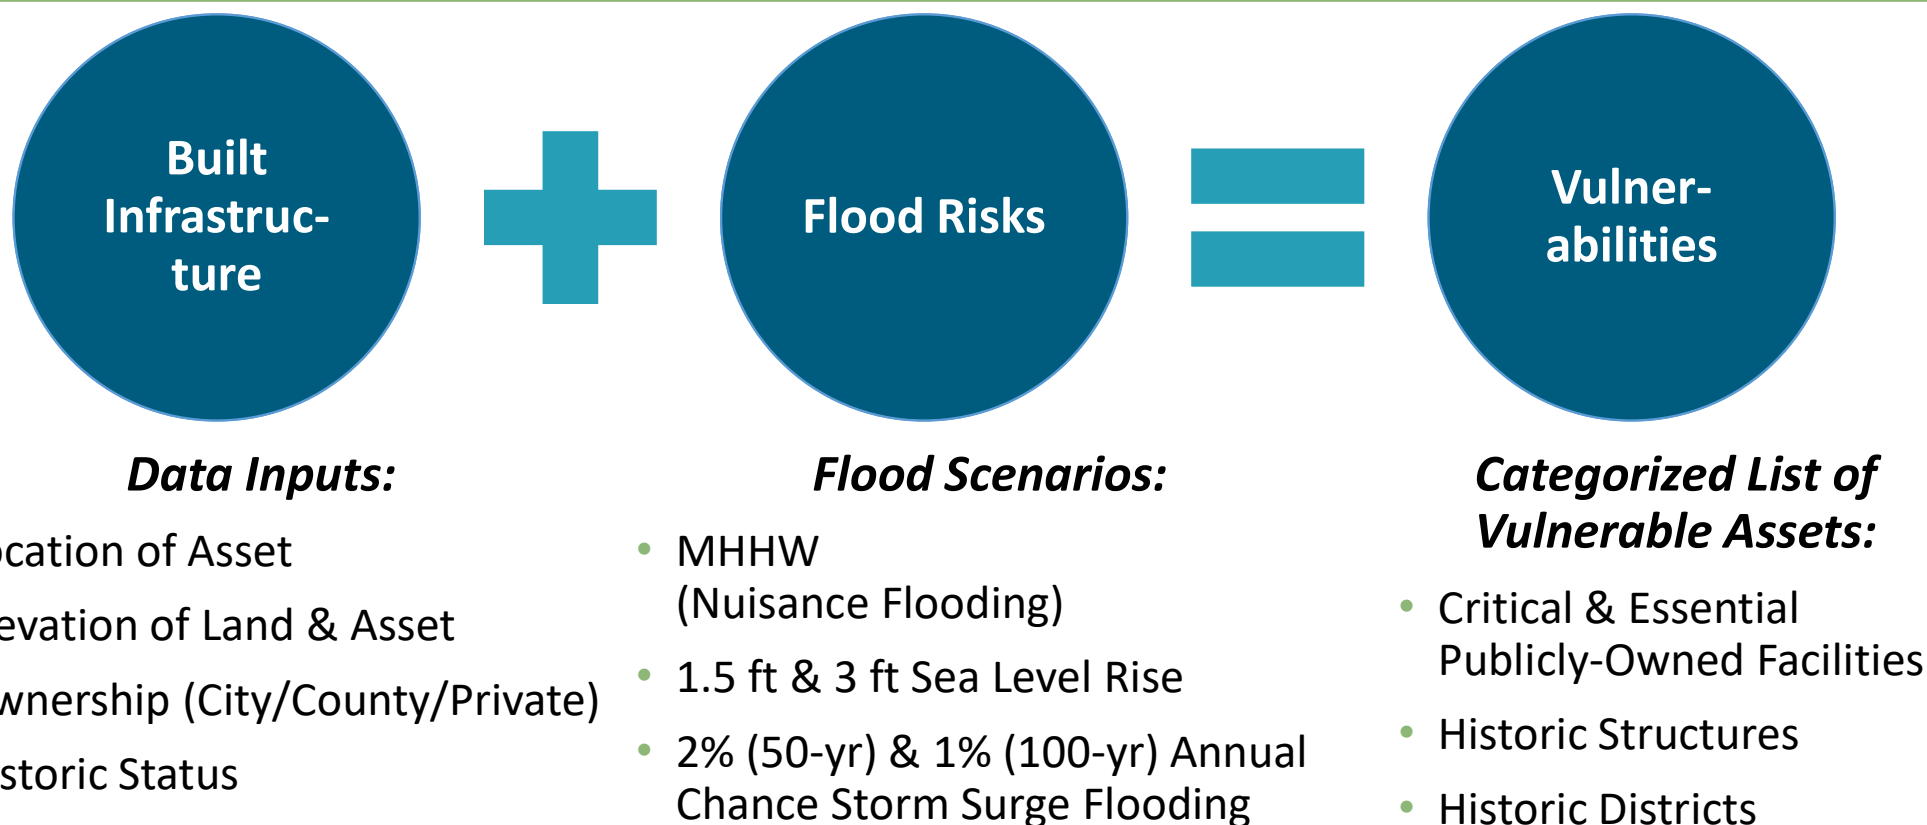 Built
Infrastruc-
ture
Flood Risks
Vulner-
abilities
Data Inputs:
ocation of Asset
evation of Land & Asset
wnership (City/County/Private)
storic Status
Flood Scenarios:
• MHHW
(Nuisance Flooding)
• 1.5 ft & 3 ft Sea Level Rise
• 2% (50-yr) & 1% (100-yr) Annual
Chance Storm Surge Flooding
Categorized List of
Vulnerable Assets:
• Critical & Essential
Publicly-Owned Facilities
• Historic Structures
• Historic Districts